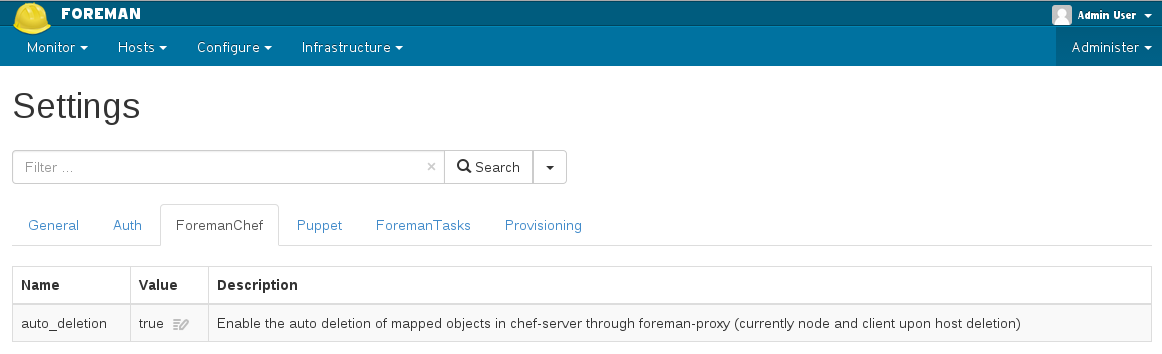 FOREMAN
Admin User
Monitor Hosts Configure Infrastructure Administer
Settings
Filter ... × Search
General Auth ForemanChef Puppet ForemanTasks Provisioning
Name Value Description
auto_deletion true Enable the auto deletion of mapped objects in chef-server through foreman-proxy (currently node and client upon host deletion)